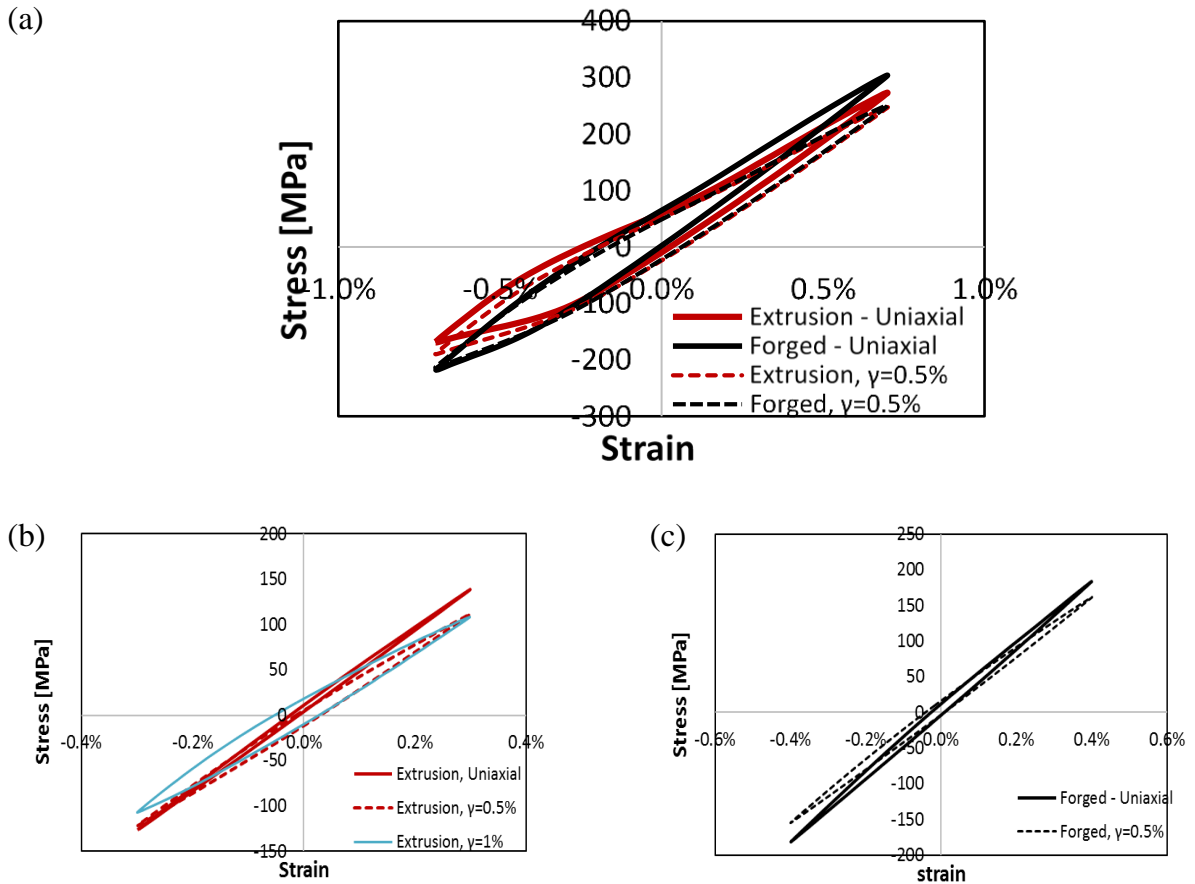 (a)
400
300
200
100
0
-100
-200
-300
-1.0%
-0.5%
0.0%
0.5%
1.0%
Stress [MPa]
Strain
Extrusion - Uniaxial
Forged - Uniaxial
Extrusion, γ=0.5%
Forged, γ=0.5%
(b)
200
150
100
50
0
-50
-100
-150
-0.4%
-0.2%
0.0%
0.2%
0.4%
Stress [MPa]
Strain
Extrusion, Uniaxial
Extrusion, γ=0.5%
Extrusion, γ=1%
(c)
250
200
150
100
50
0
-50
-100
-150
-200
-0.6%
-0.4%
-0.2%
0.0%
0.2%
0.4%
0.6%
Stress [MPa]
strain
Forged - Uniaxial
Forged, γ=0.5%